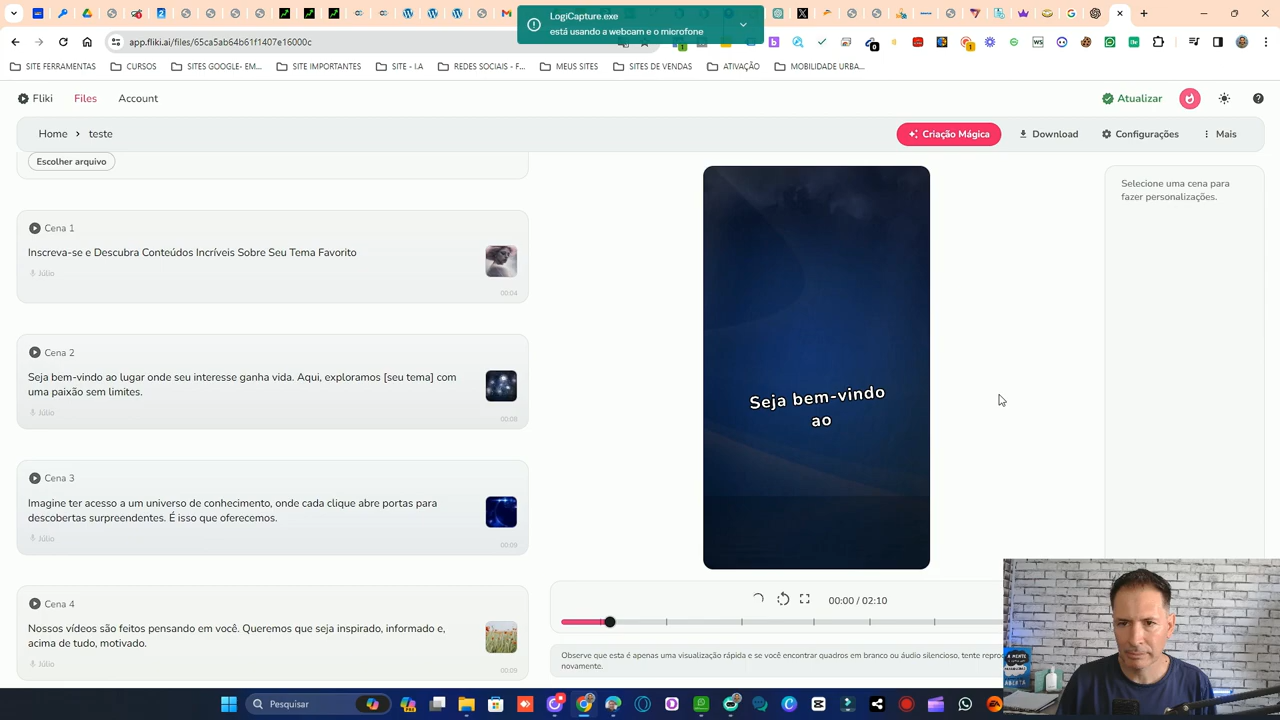 LogiCapture.exe
está usando a webcam e o microfone
app.fliki.ai/files/65ca5ab64b61f1407e16000c
SITE FERRAMENTAS
CURSOS
SITES GOOGLE - EM...
SITE IMPORTANTES
SITE - I.A
REDES SOCIAIS - F...
MEUS SITES
SITES DE VENDAS
ATIVAÇÃO
MOBILIDADE URBA...
Fliki
Files
Account
Atualizar
Home > teste
Criação Mágica
Download
Configurações
Mais
Escolher arquivo
Cena 1
Inscreva-se e Descubra Conteúdos Incríveis Sobre Seu Tema Favorito
Júlio
00:04
Cena 2
Seja bem-vindo ao lugar onde seu interesse ganha vida. Aqui, exploramos [seu tema] com
uma paixão sem limites.
Júlio
00:08
Cena 3
Imagine ter acesso a um universo de conhecimento, onde cada clique abre portas para
descobertas surpreendentes. É isso que oferecemos.
Júlio
00:09
Cena 4
Nossos vídeos são feitos pensando em você. Queremos que seja inspirado, informado e,
acima de tudo, motivado.
Júlio
00:09
Seja bem-vindo
ao
00:00 / 02:10
Observe que esta é apenas uma visualização rápida e se você encontrar quadros em branco ou áudio silencioso, tente
novamente.
Selecione uma cena para
fazer personalizações.
A MENTE
ABERTA
Pesquisar